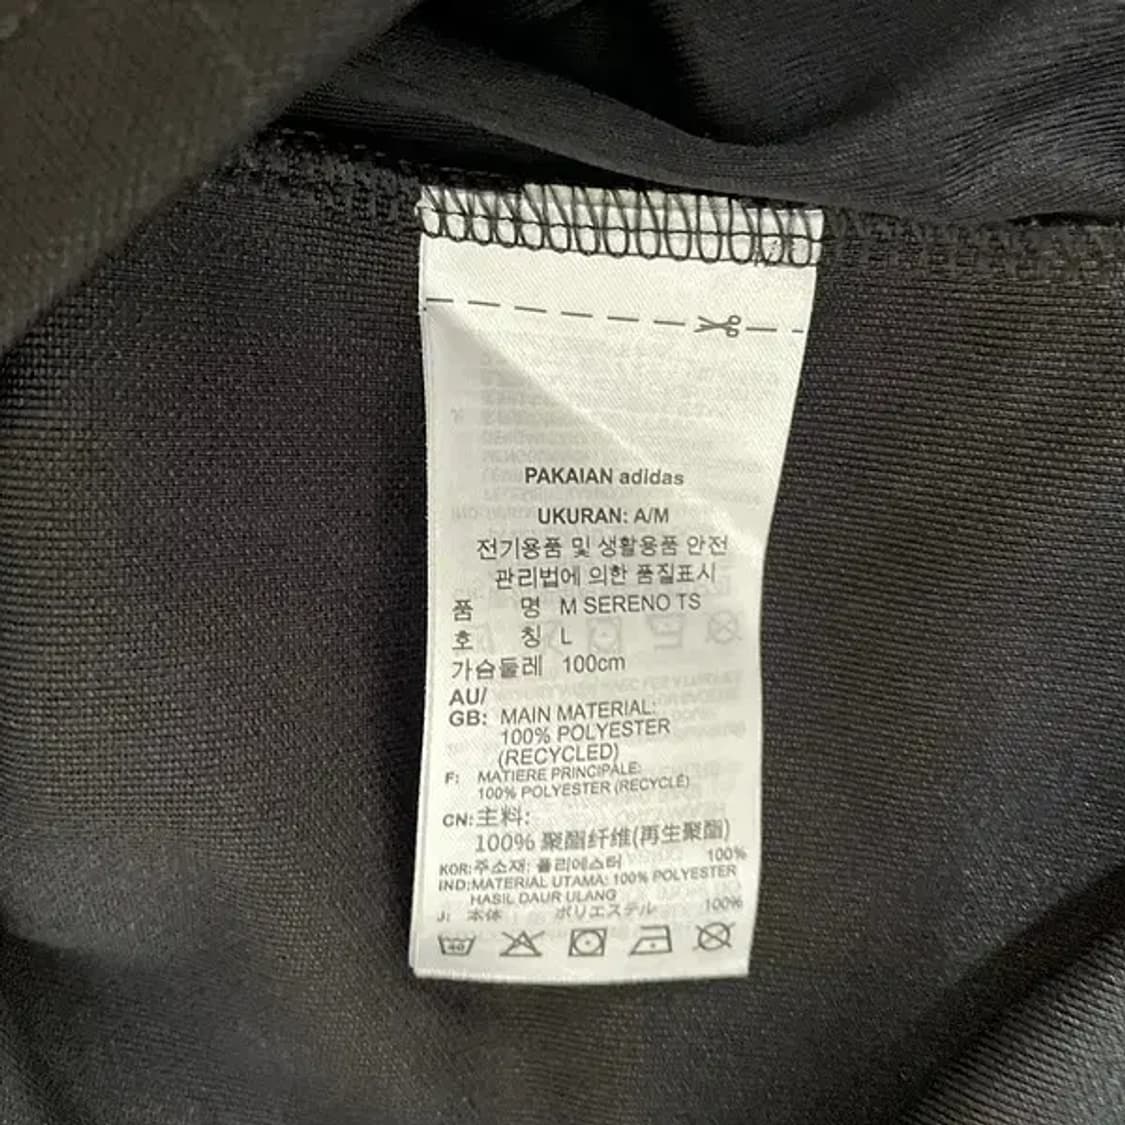 PAKAIAN adidas
UKURAN: A/M
전기용품 및 생활용품 안전
관리법에 의한 품질표시
품 명 M SERENO TS
호 칭 L
가슴둘레 100cm
AU/
GB: MAIN MATERIAL:
100% POLYESTER
(RECYCLED)
F: MATIERE PRINCIPALE:
100% POLYESTER (RECYCLÉ)
CN:主料:
100% 聚酯纤维(再生聚酯)
KOR:주소재: 폴리에스터 100%
IND:MATERIAL UTAMA: 100% POLYESTER
HASIL DAUR ULANG
J: 本体 ポリエステル 100%
40